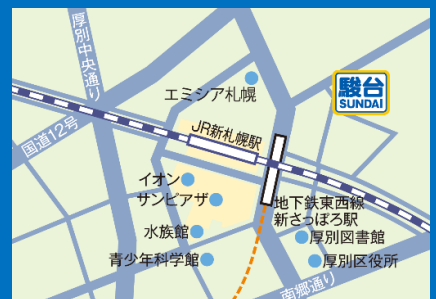 厚別中央通り
エミシア札幌
駿台
SUNDAI
国道12号
JR新札幌駅
イオン
サンピアザ
地下鉄東西線
新さっぽろ駅
水族館
厚別図書館
青少年科学館
厚別区役所
南郷通り